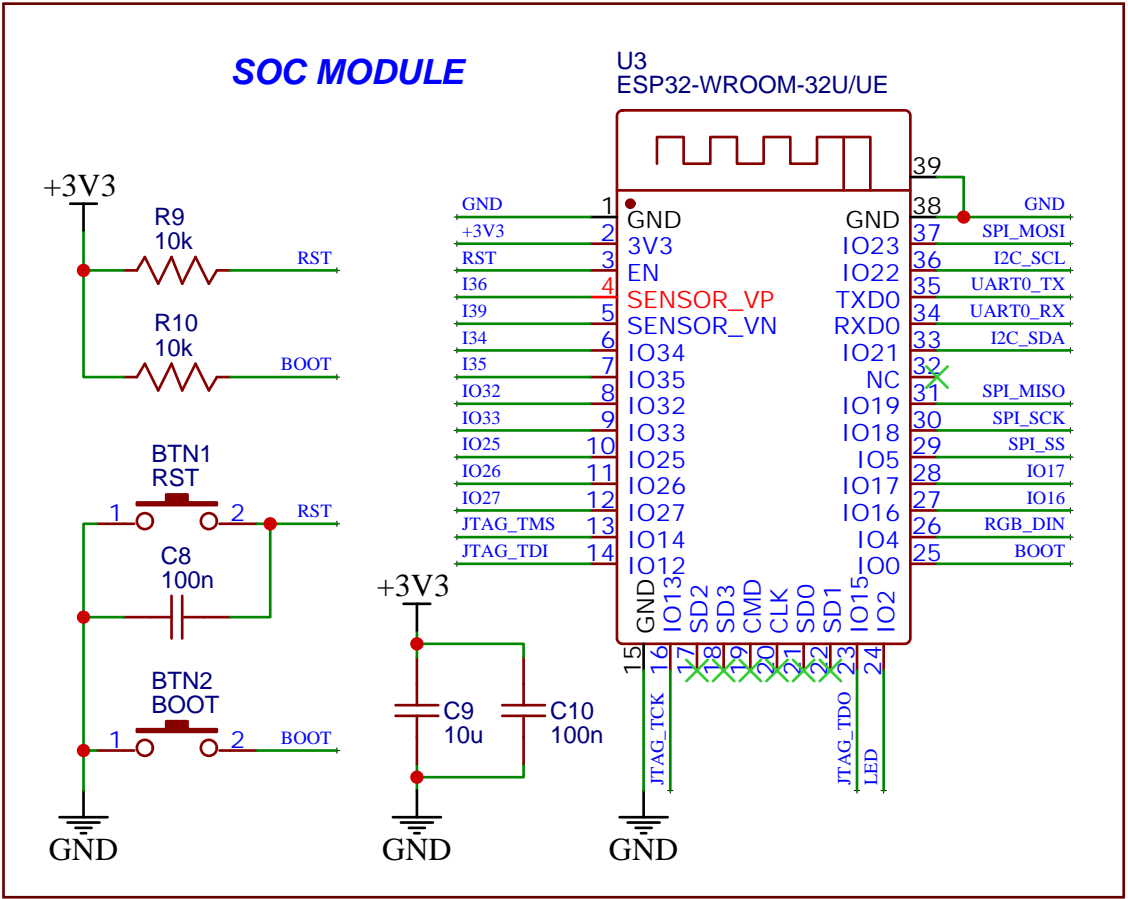 SOC MODULE
U3
ESP32-WROOM-32U/UE
+3V3
R9
10k
RST
R10
10k
BOOT
BTN1
RST
1 2 RST
C8
100n
BTN2
BOOT
1 2 BOOT
GND
+3V3
C9
10u
C10
100n
GND
39
GND 1 GND
+3V3 2 3V3
RST 3 EN
I36 4 SENSOR_VP
I39 5 SENSOR_VN
I34 6 IO34
I35 7 IO35
IO32 8 IO32
IO33 9 IO33
IO25 10 IO25
IO26 11 IO26
IO27 12 IO27
JTAG_TMS 13 IO14
JTAG_TDI 14 IO12
GND 38 GND
IO23 37 SPI_MOSI
IO22 36 I2C_SCL
TXD0 35 UART0_TX
RXD0 34 UART0_RX
IO21 33 I2C_SDA
NC 32
IO19 31 SPI_MISO
IO18 30 SPI_SCK
IO5 29 SPI_SS
IO17 28 IO17
IO16 27 IO16
IO4 26 RGB_DIN
IO0 25 BOOT
GND 15
IO13 16 JTAG_TCK
SD2 17
SD3 18
CMD 19
CLK 20
SD0 21
SD1 22
IO15 23 JTAG_TDO
IO2 24 LED
GND